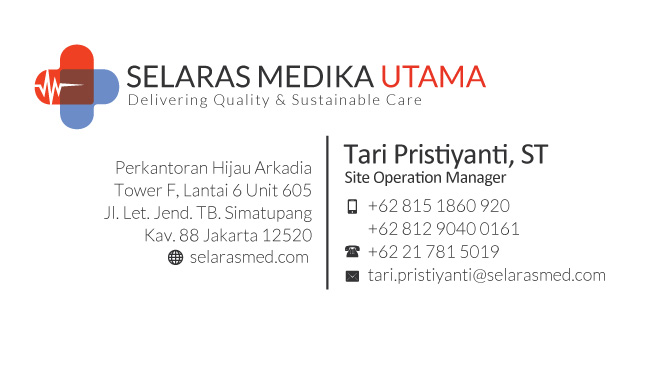 SELARAS MEDIKA UTAMA
Delivering Quality & Sustainable Care
Perkantoran Hijau Arkadia
Tower F, Lantai 6 Unit 605
Jl. Let. Jend. TB. Simatupang
Kav. 88 Jakarta 12520
selarasmed.com
Tari Pristiyanti, ST
Site Operation Manager
+62 815 1860 920
+62 812 9040 0161
+62 21 781 5019
tari.pristiyanti@selarasmed.com